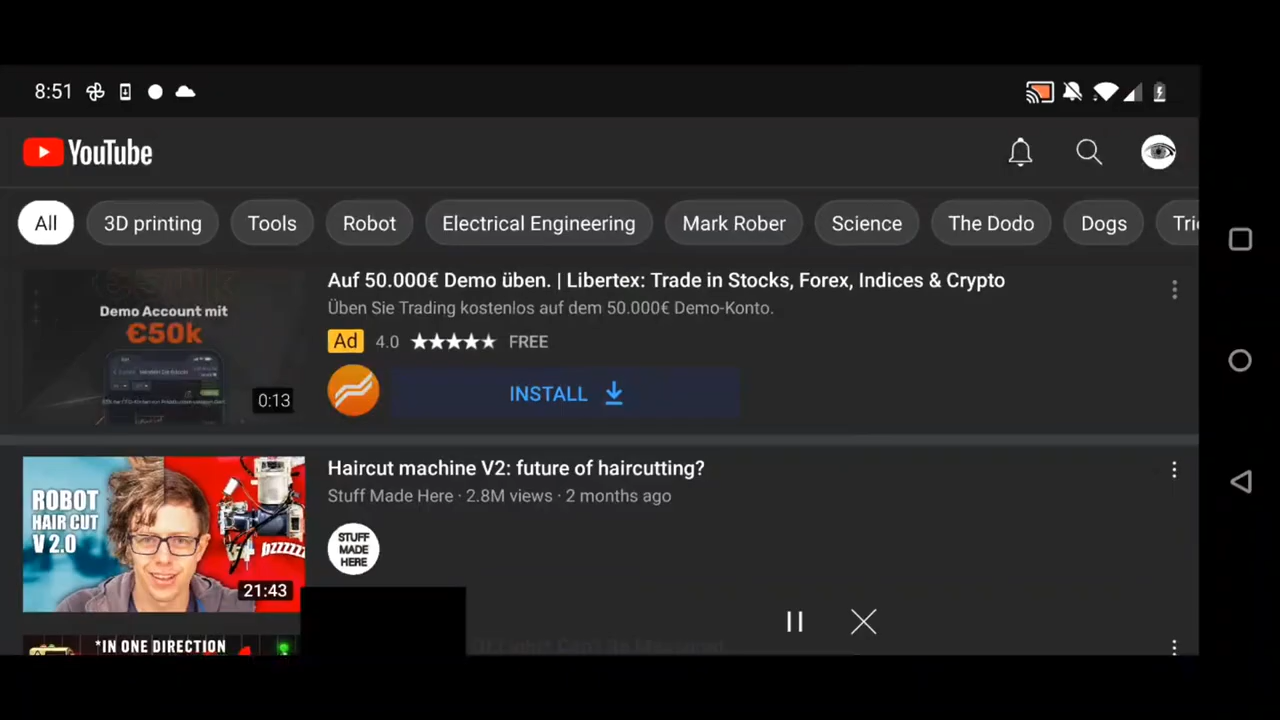 8:51
YouTube
All
3D printing
Tools
Robot
Electrical Engineering
Mark Rober
Science
The Dodo
Dogs
Demo Account mit
€50k
0:13
Auf 50.000€ Demo üben. | Libertex: Trade in Stocks, Forex, Indices & Crypto
Üben Sie Trading kostenlos auf dem 50.000€ Demo-Konto.
Ad 4.0 ★★★★★ FREE
INSTALL
ROBOT
HAIR CUT
V 2.0
bzzzzz
21:43
Haircut machine V2: future of haircutting?
Stuff Made Here · 2.8M views · 2 months ago
STUFF
MADE
HERE
*IN ONE DIRECTION